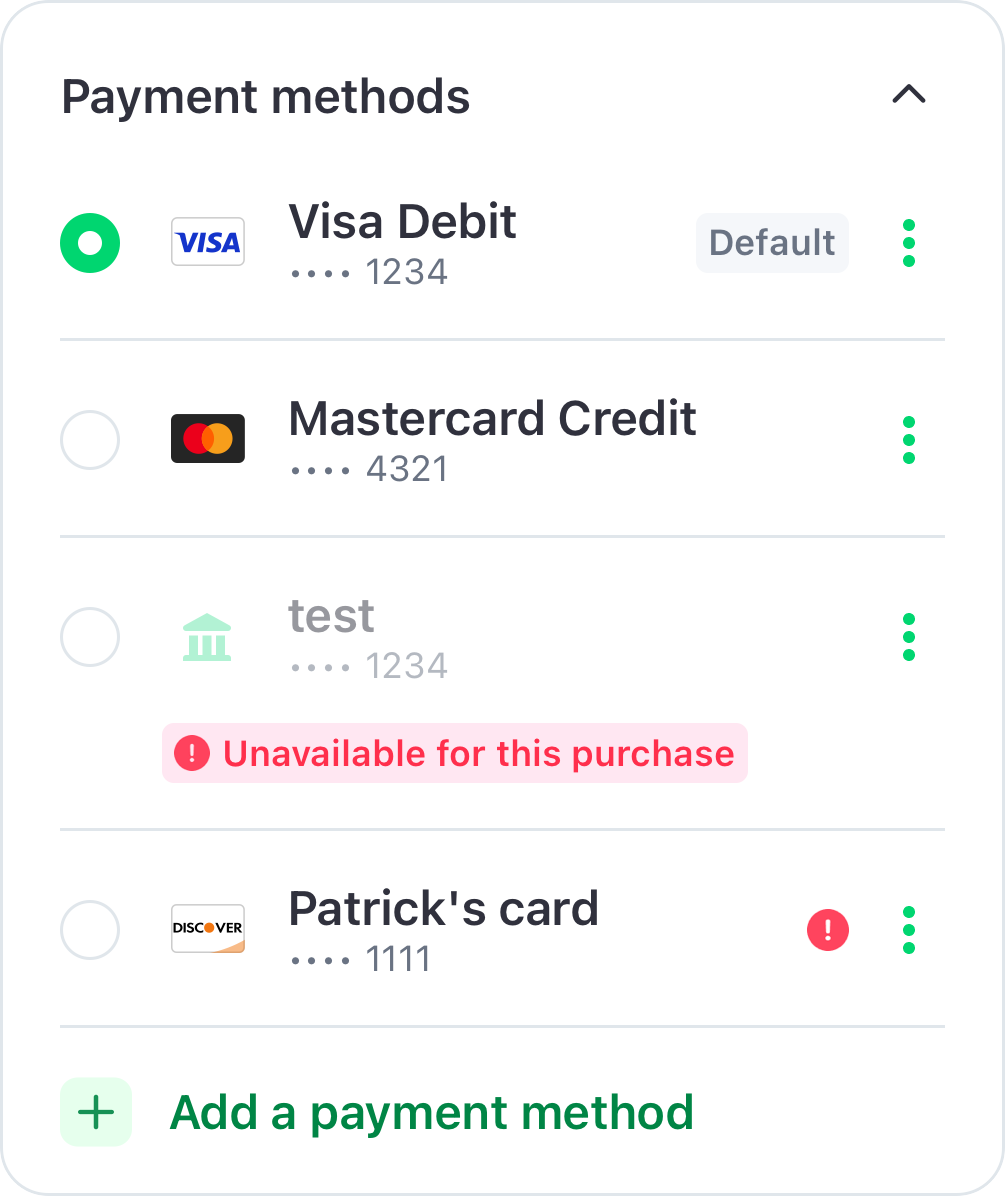 Payment methods
VISA
Visa Debit
Default
•••• 1234
Mastercard Credit
•••• 4321
test
•••• 1234
! Unavailable for this purchase
Patrick's card
DISCOVER
!
•••• 1111
+ Add a payment method